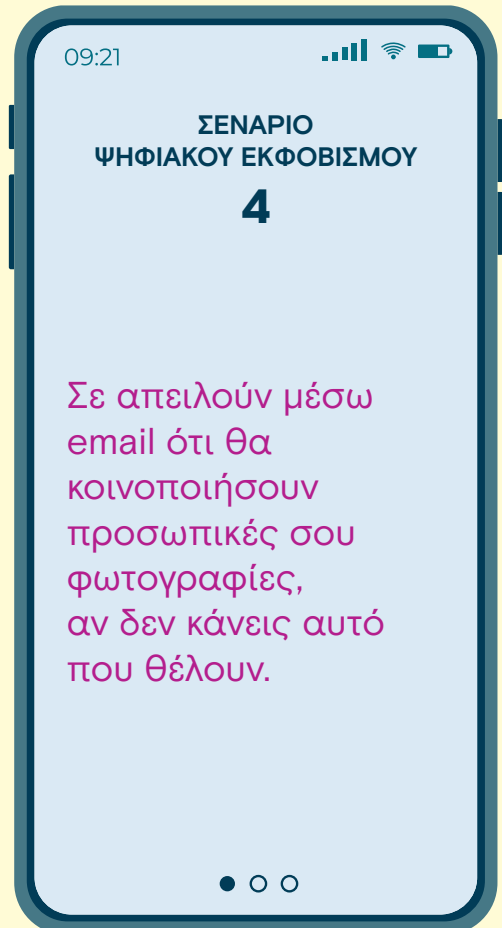 09:21
ΣΕΝΑΡΙΟ
ΨΗΦΙΑΚΟΥ ΕΚΦΟΒΙΣΜΟΥ
4
Σε απειλούν μέσω
email ότι θα
κοινοποιήσουν
προσωπικές σου
φωτογραφίες,
αν δεν κάνεις αυτό
που θέλουν.